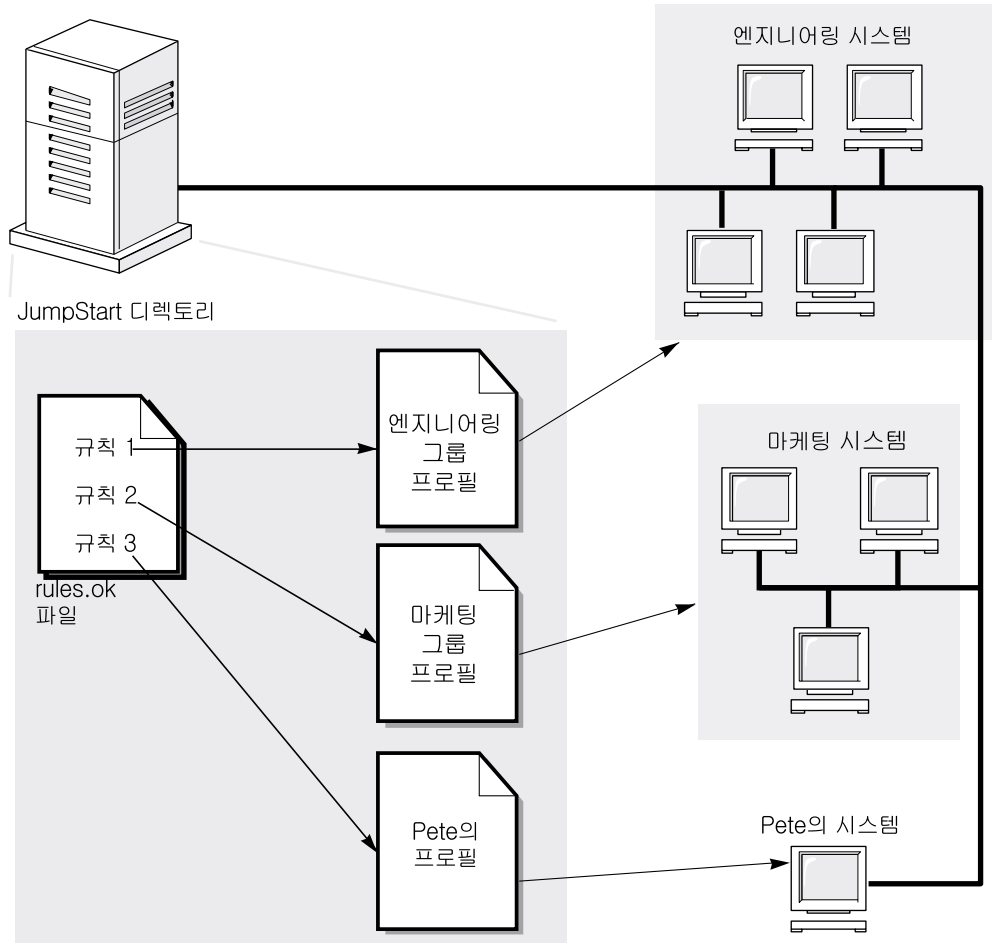 엔지니어링 시스템
JumpStart 디렉토리
규칙 1
규칙 2
규칙 3
rules.ok
파일
엔지니어링
그룹
프로필
마케팅
그룹
프로필
Pete의
프로필
마케팅 시스템
Pete의 시스템